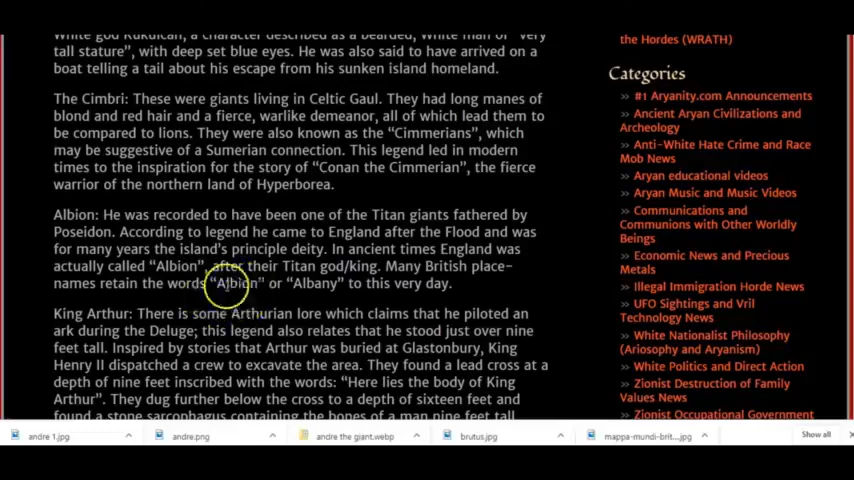 White god Kukulcan, a character described as a bearded, White man of "very
tall stature", with deep set blue eyes. He was also said to have arrived on a
boat telling a tail about his escape from his sunken island homeland.
The Cimbri: These were giants living in Celtic Gaul. They had long manes of
blond and red hair and a fierce, warlike demeanor, all of which lead them to
be compared to lions. They were also known as the "Cimmerians", which
may be suggestive of a Sumerian connection. This legend led in modern
times to the inspiration for the story of "Conan the Cimmerian", the fierce
warrior of the northern land of Hyperborea.
Albion: He was recorded to have been one of the Titan giants fathered by
Poseidon. According to legend he came to England after the Flood and was
for many years the island's principle deity. In ancient times England was
actually called "Albion", after their Titan god/king. Many British place-
names retain the words "Albion" or "Albany" to this very day.
King Arthur: There is some Arthurian lore which claims that he piloted an
ark during the Deluge; this legend also relates that he stood just over nine
feet tall. Inspired by stories that Arthur was buried at Glastonbury, King
Henry II dispatched a crew to excavate the area. They found a lead cross at a
depth of nine feet inscribed with the words: "Here lies the body of King
Arthur". They dug further below the cross to a depth of sixteen feet and
found a stone sarcophagus containing the bones of a man nine feet tall
the Hordes (WRATH)
Categories
» #1 Aryanity.com Announcements
» Ancient Aryan Civilizations and
Archeology
» Anti-White Hate Crime and Race
Mob News
» Aryan educational videos
» Aryan Music and Music Videos
» Communications and
Communions with Other Worldly
Beings
» Economic News and Precious
Metals
» Illegal Immigration Horde News
» UFO Sightings and Vril
Technology News
» White Nationalist Philosophy
(Ariosophy and Aryanism)
» White Politics and Direct Action
» Zionist Destruction of Family
Values News
» Zionist Occupational Government
andre 1.jpg
andre.png
andre the giant.webp
brutus.jpg
mappa-mundi-brit....jpg
Show all